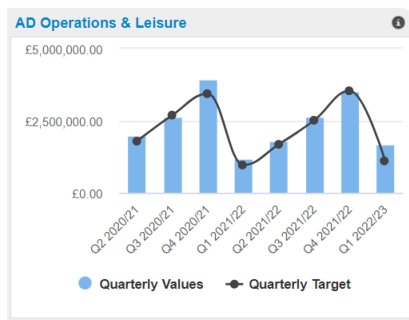 AD Operations & Leisure
£5,000,000.00
£2,500,000.00
£0.00
Q2 2020/21
Q3 2020/21
Q4 2020/21
Q1 2021/22
Q2 2021/22
Q3 2021/22
Q4 2021/22
Q1 2022/23
Quarterly Values
Quarterly Target